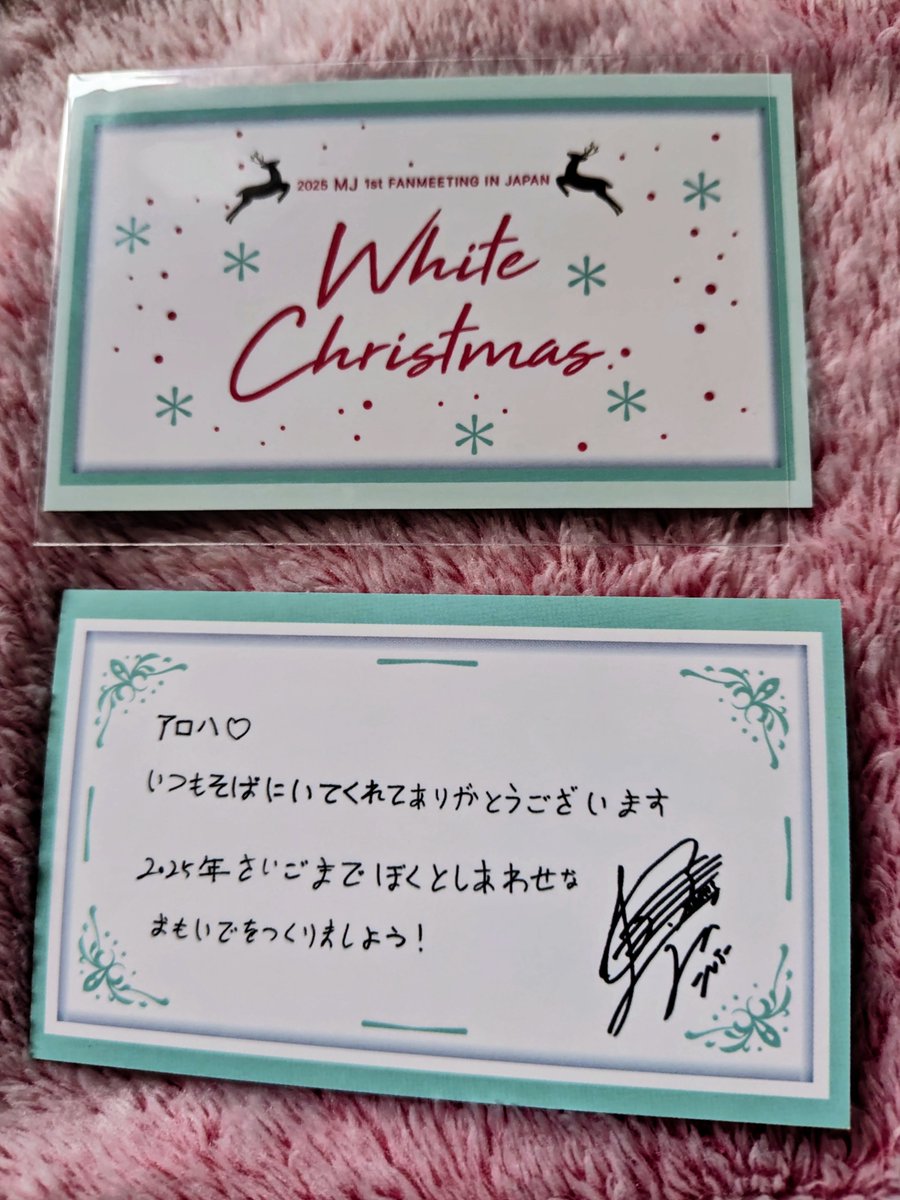 2025 MJ 1st FANMEETING IN JAPAN
White
Christmas
アロハ♡
いつもそばにいてくれてありがとうございます
2025年さいごまでぼくとしあわせな
おもいでをつくりましょう！